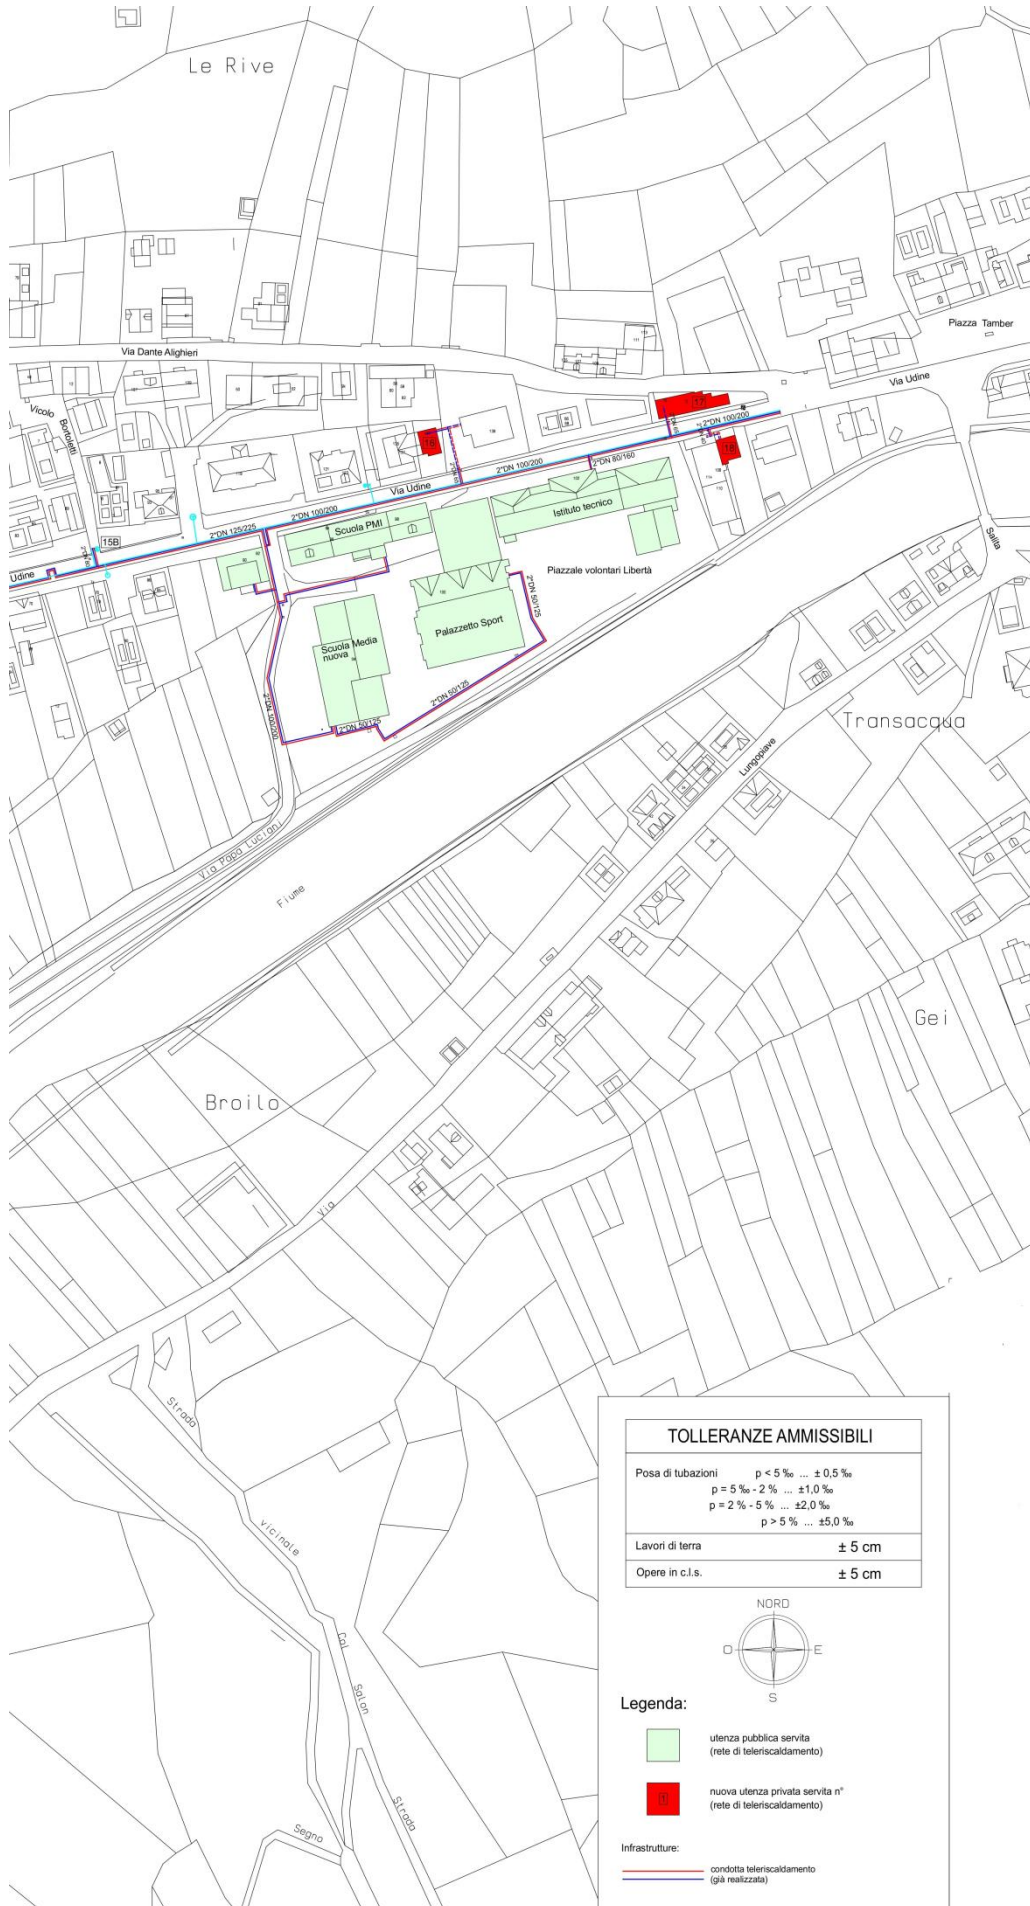 Le Rive
Piazza Tamber
Via Dante Alighieri
Via Udine
Vicolo
Bortoletti
17
2*DN 100/200
18
16
2*DN 100/200
2*DN 80/160
Via Udine
2*DN 100/200
Istituto tecnico
2*DN 125/225
Scuola PMI
15B
Udine
Salita
Piazzale volontari Libertà
2*DN 50/125
Palazzetto Sport
Scuola Media
nuova
2*DN 50/125
2*DN 100/200
2*DN 50/125
Transacqua
Lungopiave
Via Papa Luciani
Fiume
Gei
Broilo
Via
Strada
vicinale
Col
Salon
Strada
Segno
TOLLERANZE AMMISSIBILI
Posa di tubazioni p < 5 ‰ ... ± 0,5 ‰
p = 5 ‰ - 2 % ... ±1,0 ‰
p = 2 % - 5 % ... ±2,0 ‰
p > 5 % ... ±5,0 ‰
Lavori di terra ± 5 cm
Opere in c.l.s. ± 5 cm
NORD
O E
S
Legenda:
utenza pubblica servita
(rete di teleriscaldamento)
1
nuova utenza privata servita n°
(rete di teleriscaldamento)
Infrastrutture:
condotta teleriscaldamento
(già realizzata)